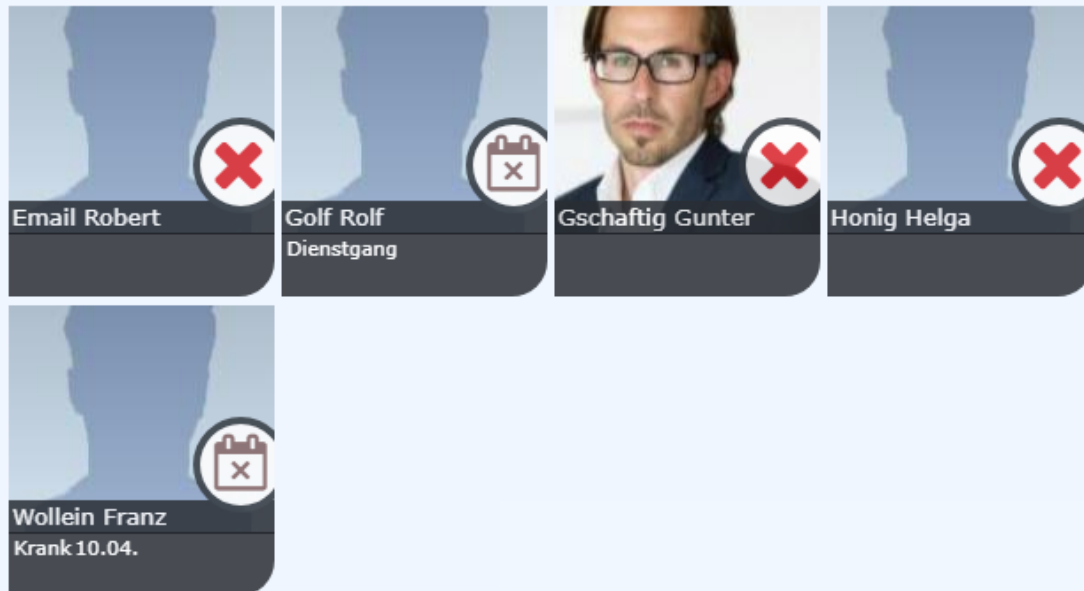 Email Robert
Golf Rolf
Dienstgang
Gschaftig Gunter
Honig Helga
Wollein Franz
Krank 10.04.